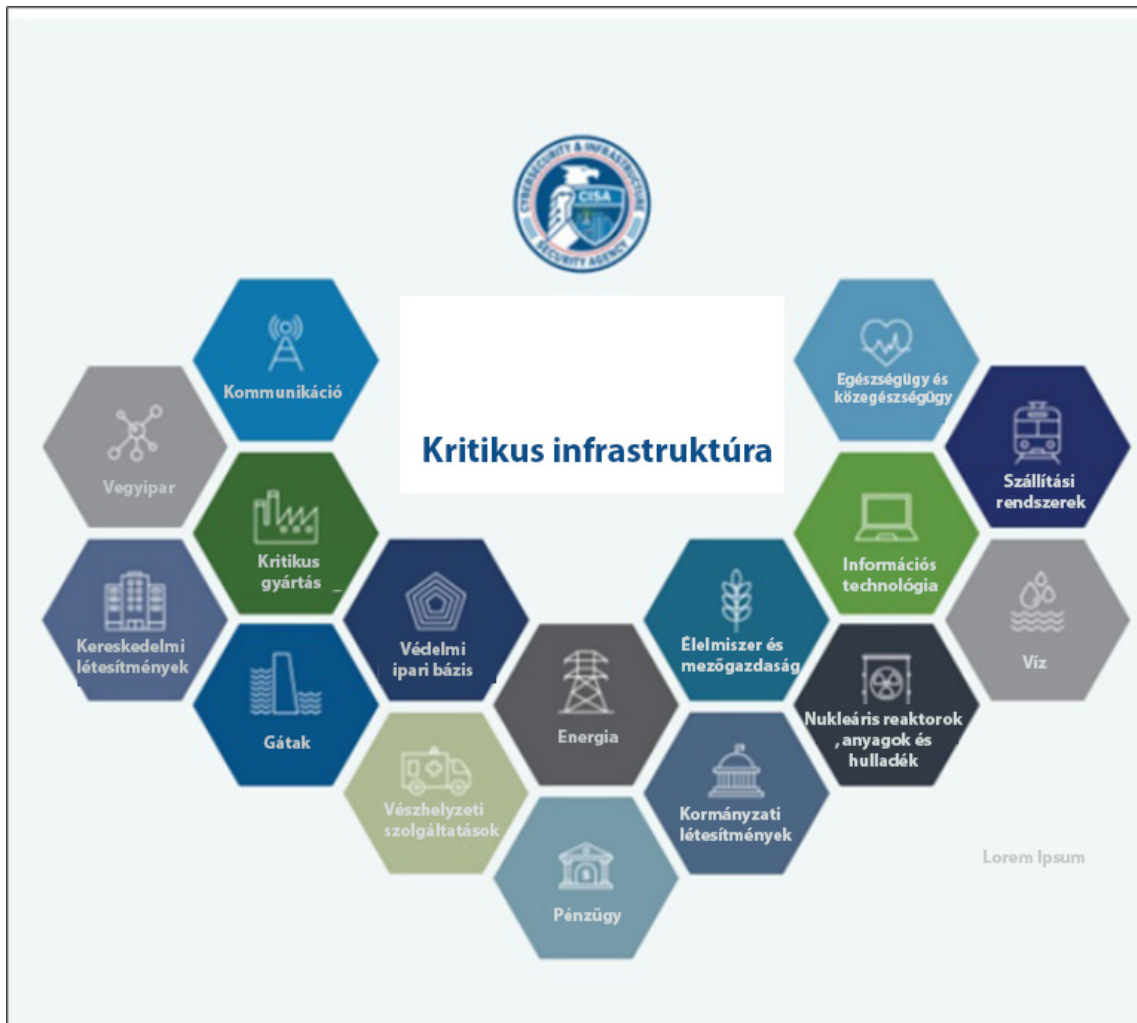 CYBERSECURITY & INFRASTRUCTURE
CISA
SECURITY AGENCY
Kritikus infrastruktúra
Kommunikáció
Egészségügy és
közegészségügy
Vegyipar
Szállítási
rendszerek
Kritikus
gyártás
Információs
technológia
Kereskedelmi
létesítmények
Védelmi
ipari bázis
Élelmiszer és
mezőgazdaság
Víz
Gátak
Energia
Nukleáris reaktorok
,anyagok és
hulladék
Vészhelyzeti
szolgáltatások
Kormányzati
létesítmények
Pénzügy
Lorem Ipsum